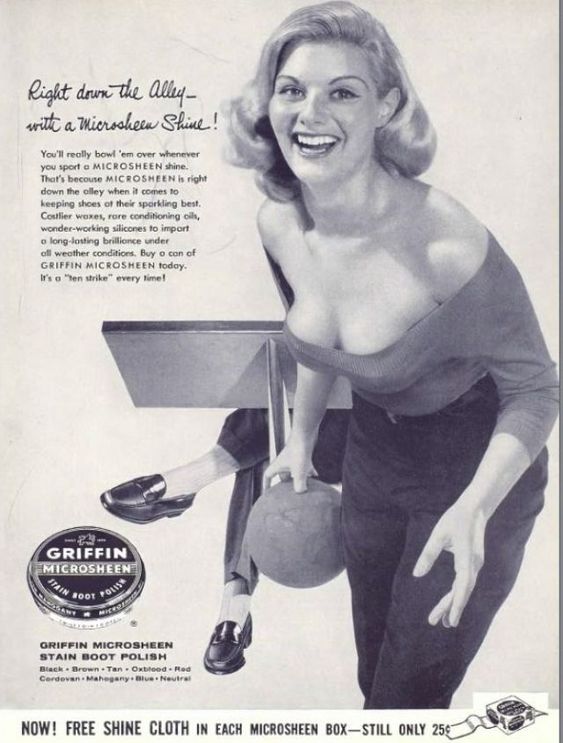 Right down the Alley—
with a Microsheen Shine!
You'll really bowl 'em over whenever
you sport a MICROSHEEN shine.
That's because MICROSHEEN is right
down the alley when it comes to
keeping shoes at their sparkling best.
Costlier waxes, rare conditioning oils,
wonder-working silicones to impart
a long-lasting brilliance under
all weather conditions. Buy a can of
GRIFFIN MICROSHEEN today.
It's a "ten strike" every time!
GRIFFIN
MICROSHEEN
STAIN BOOT POLISH
MAHOGANY
®
GRIFFIN MICROSHEEN
STAIN BOOT POLISH
Black • Brown • Tan • Oxblood • Red
Cordovan • Mahogany • Blue • Neutral
NOW! FREE SHINE CLOTH IN EACH MICROSHEEN BOX—STILL ONLY 25¢